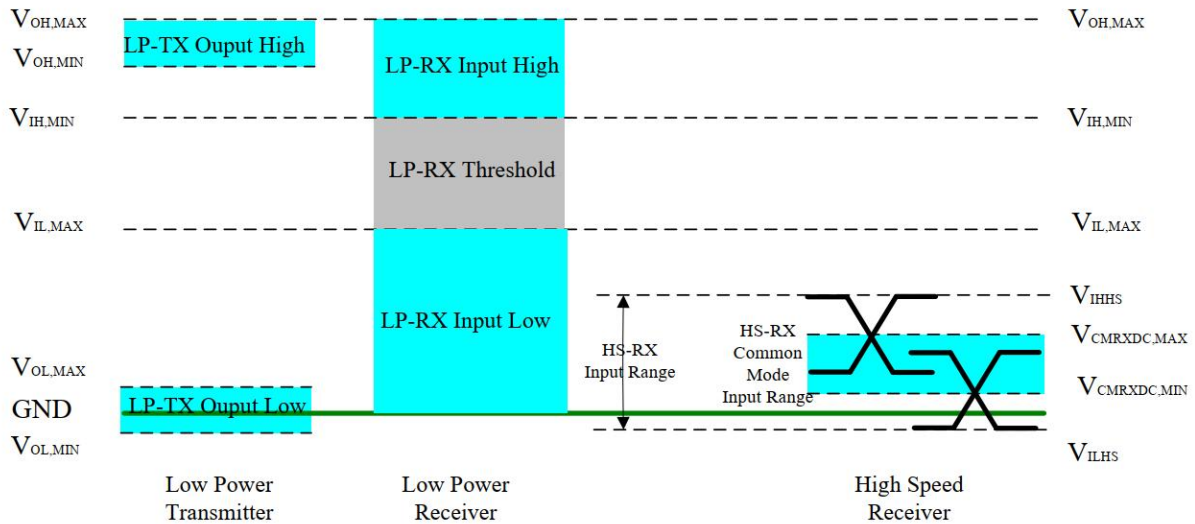 VOH,MAX
LP-TX Ouput High
VOH,MIN
LP-RX Input High
VOH,MAX
VIH,MIN
VIH,MIN
LP-RX Threshold
VIL,MAX
VIL,MAX
LP-RX Input Low
HS-RX
Input Range
HS-RX
Common
Mode
Input Range
VIHHS
VCMRXDC,MAX
VCMRXDC,MIN
VILHS
VOL,MAX
LP-TX Ouput Low
GND
VOL,MIN
Low Power
Transmitter
Low Power
Receiver
High Speed
Receiver